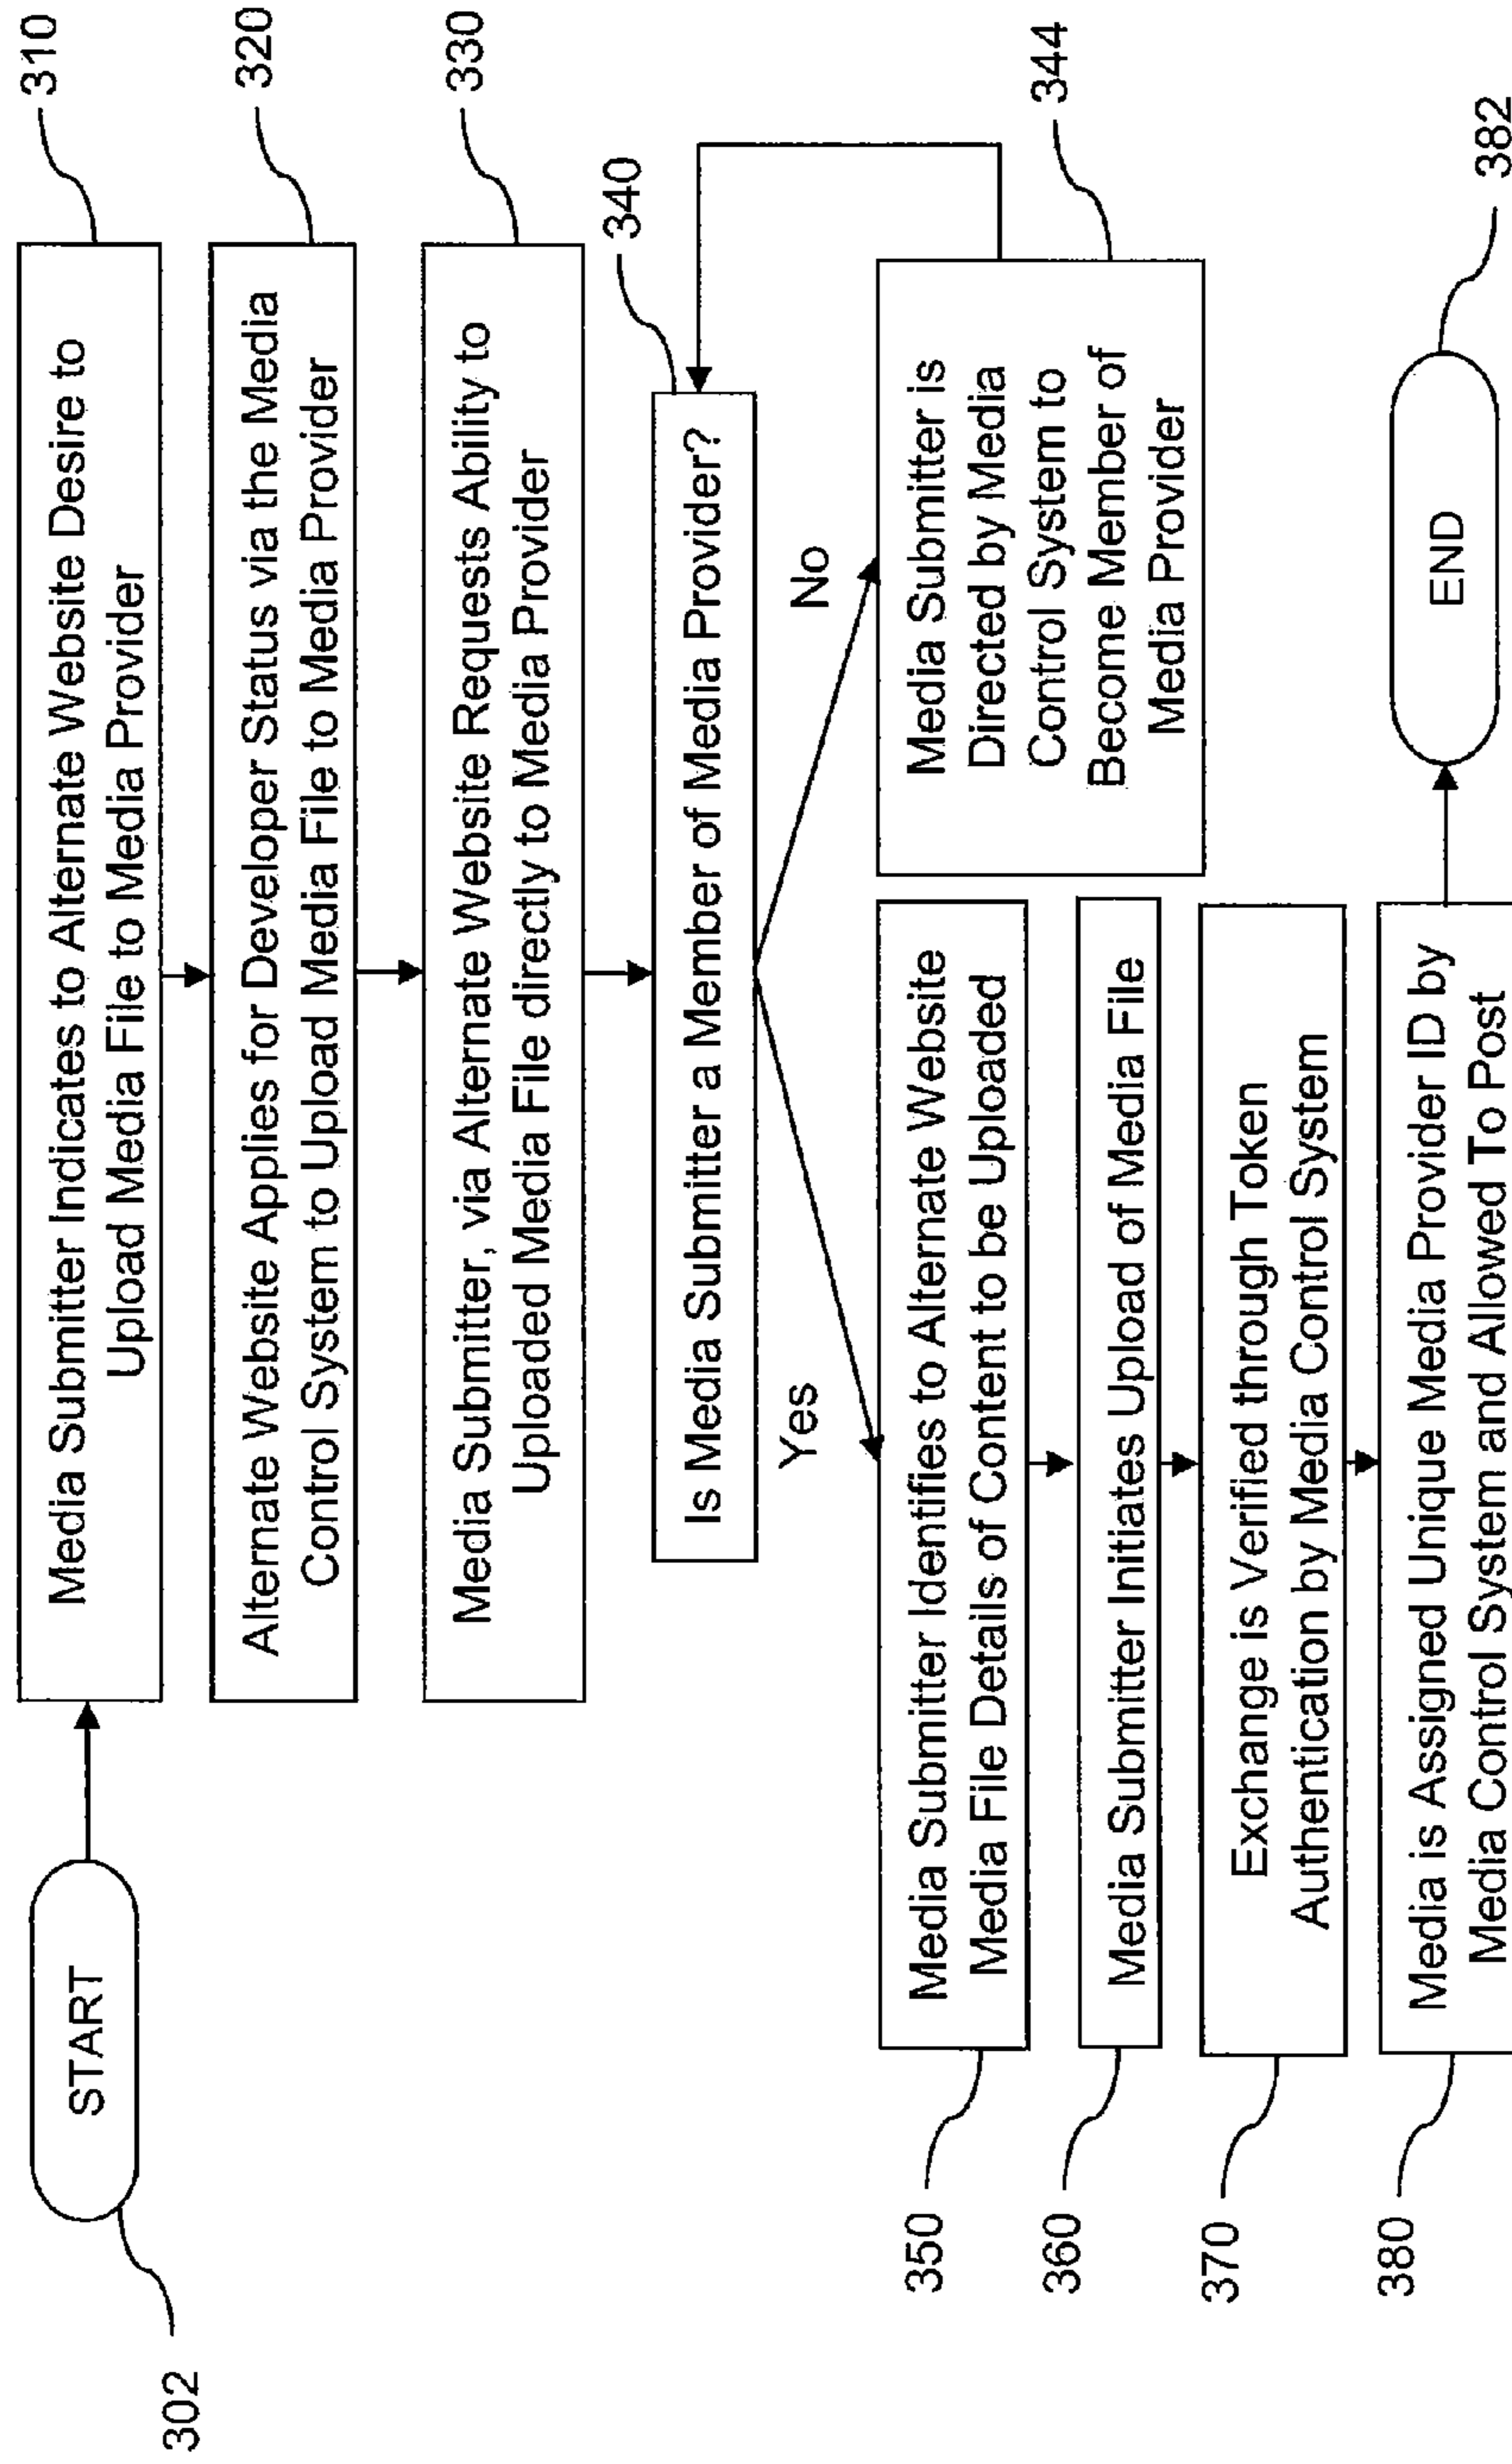 START
302
Media Submitter Indicates to Alternate Website Desire to
Upload Media File to Media Provider
310
Alternate Website Applies for Developer Status via the Media
Control System to Upload Media File to Media Provider
320
Media Submitter, via Alternate Website Requests Ability to
Uploaded Media File directly to Media Provider
330
Is Media Submitter a Member of Media Provider?
340
Yes
No
Media Submitter is
Directed by Media
Control System to
Become Member of
Media Provider
344
Media Submitter Identifies to Alternate Website
Media File Details of Content to be Uploaded
350
Media Submitter Initiates Upload of Media File
360
Exchange is Verified through Token
Authentication by Media Control System
370
Media is Assigned Unique Media Provider ID by
Media Control System and Allowed To Post
380
END
382